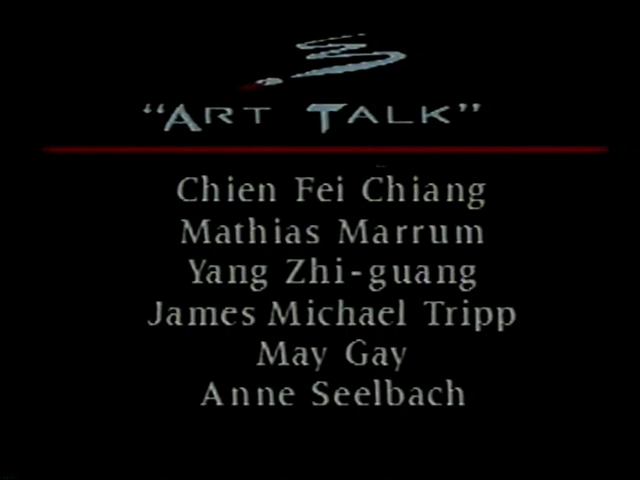 "Art Talk"
Chien Fei Chiang
Mathias Marrum
Yang Zhi-guang
James Michael Tripp
May Gay
Anne Seelbach